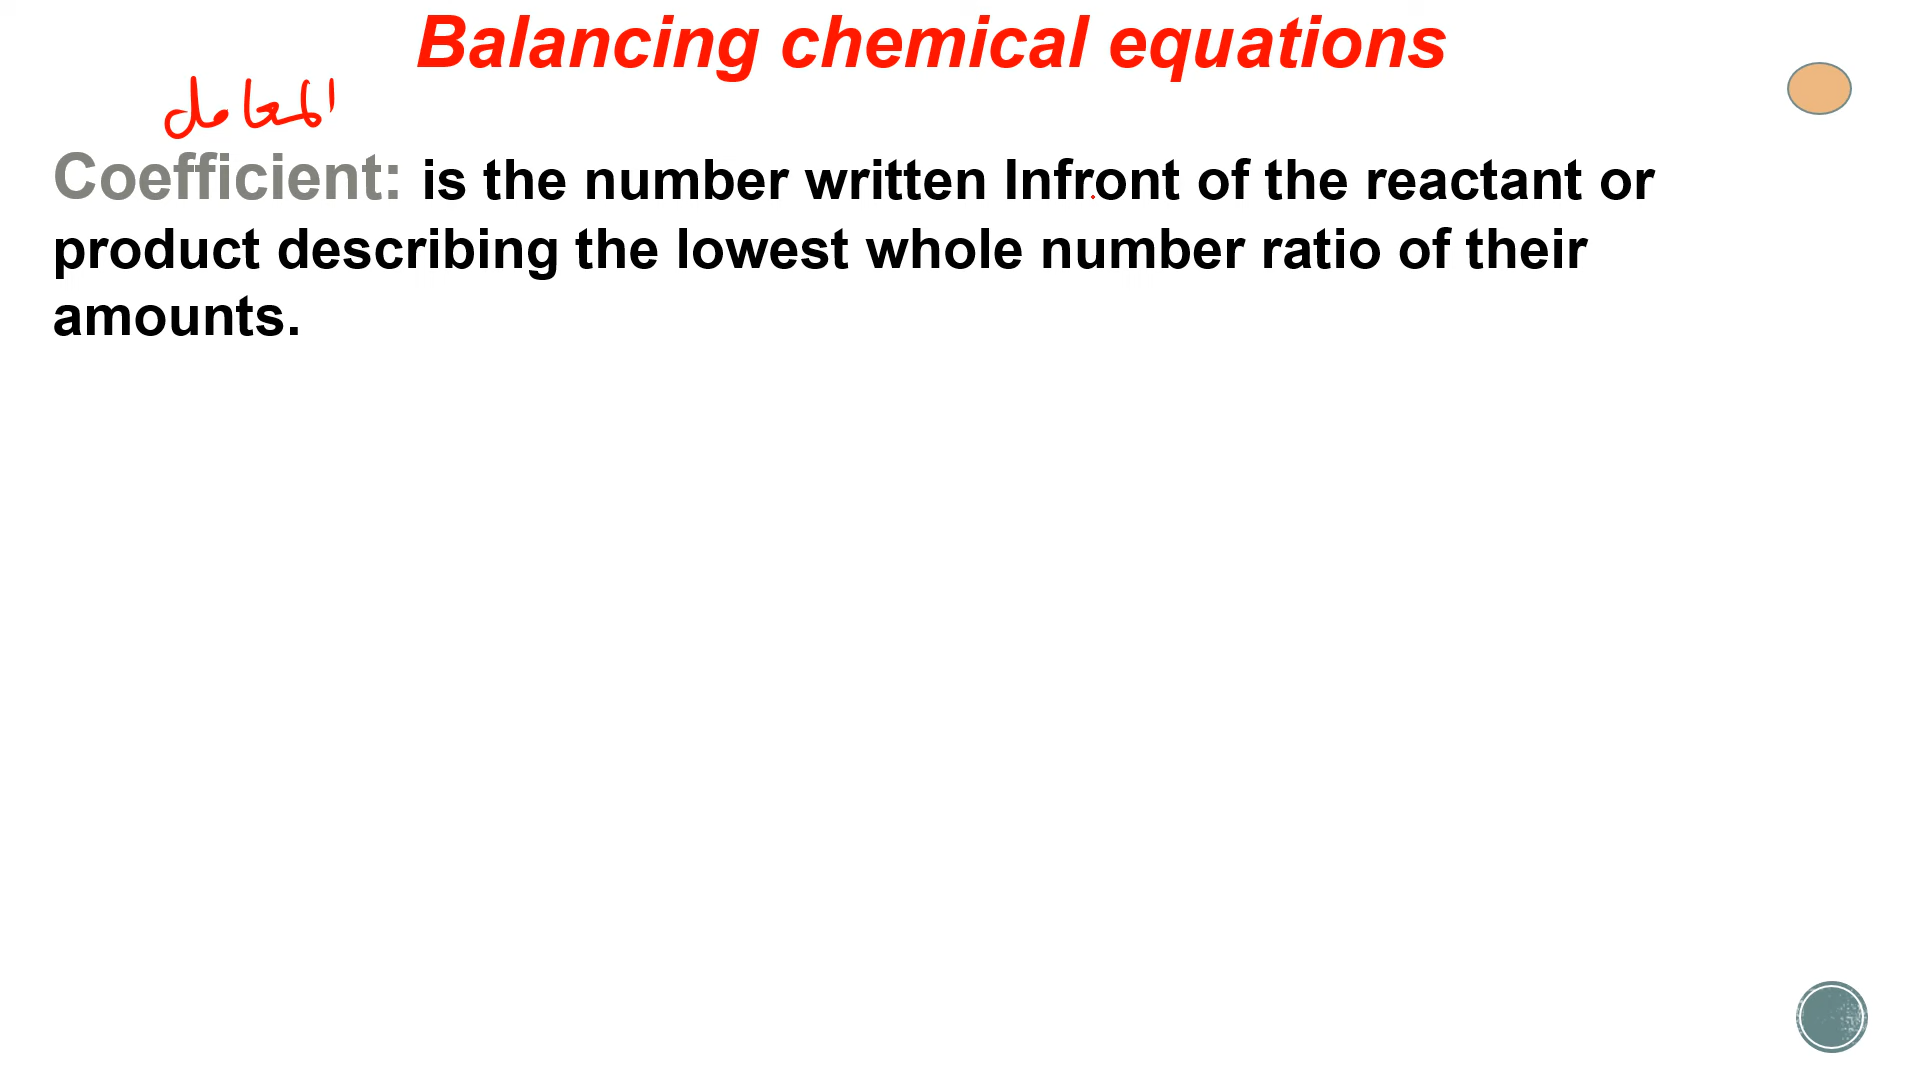 Balancing chemical equations
المعامل
Coefficient: is the number written Infront of the reactant or
product describing the lowest whole number ratio of their
amounts.